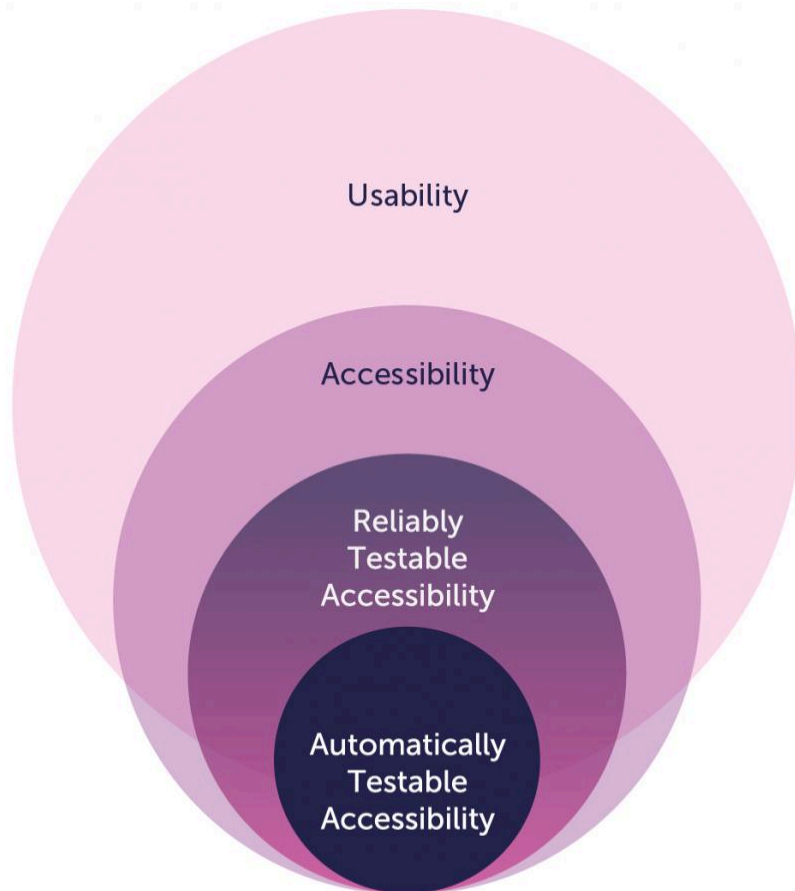 Usability
Accessibility
Reliably
Testable
Accessibility
Automatically
Testable
Accessibility